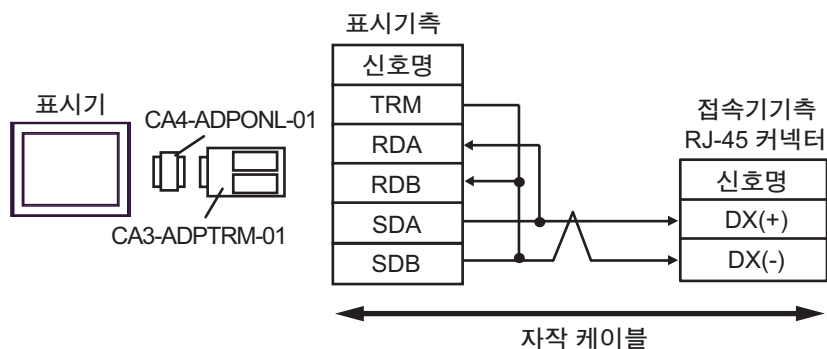 표시기
CA4-ADPONL-01
CA3-ADPTRM-01
표시기측
신호명
TRM
RDA
RDB
SDA
SDB
접속기기측
RJ-45 커넥터
신호명
DX(+)
DX(-)
자작 케이블